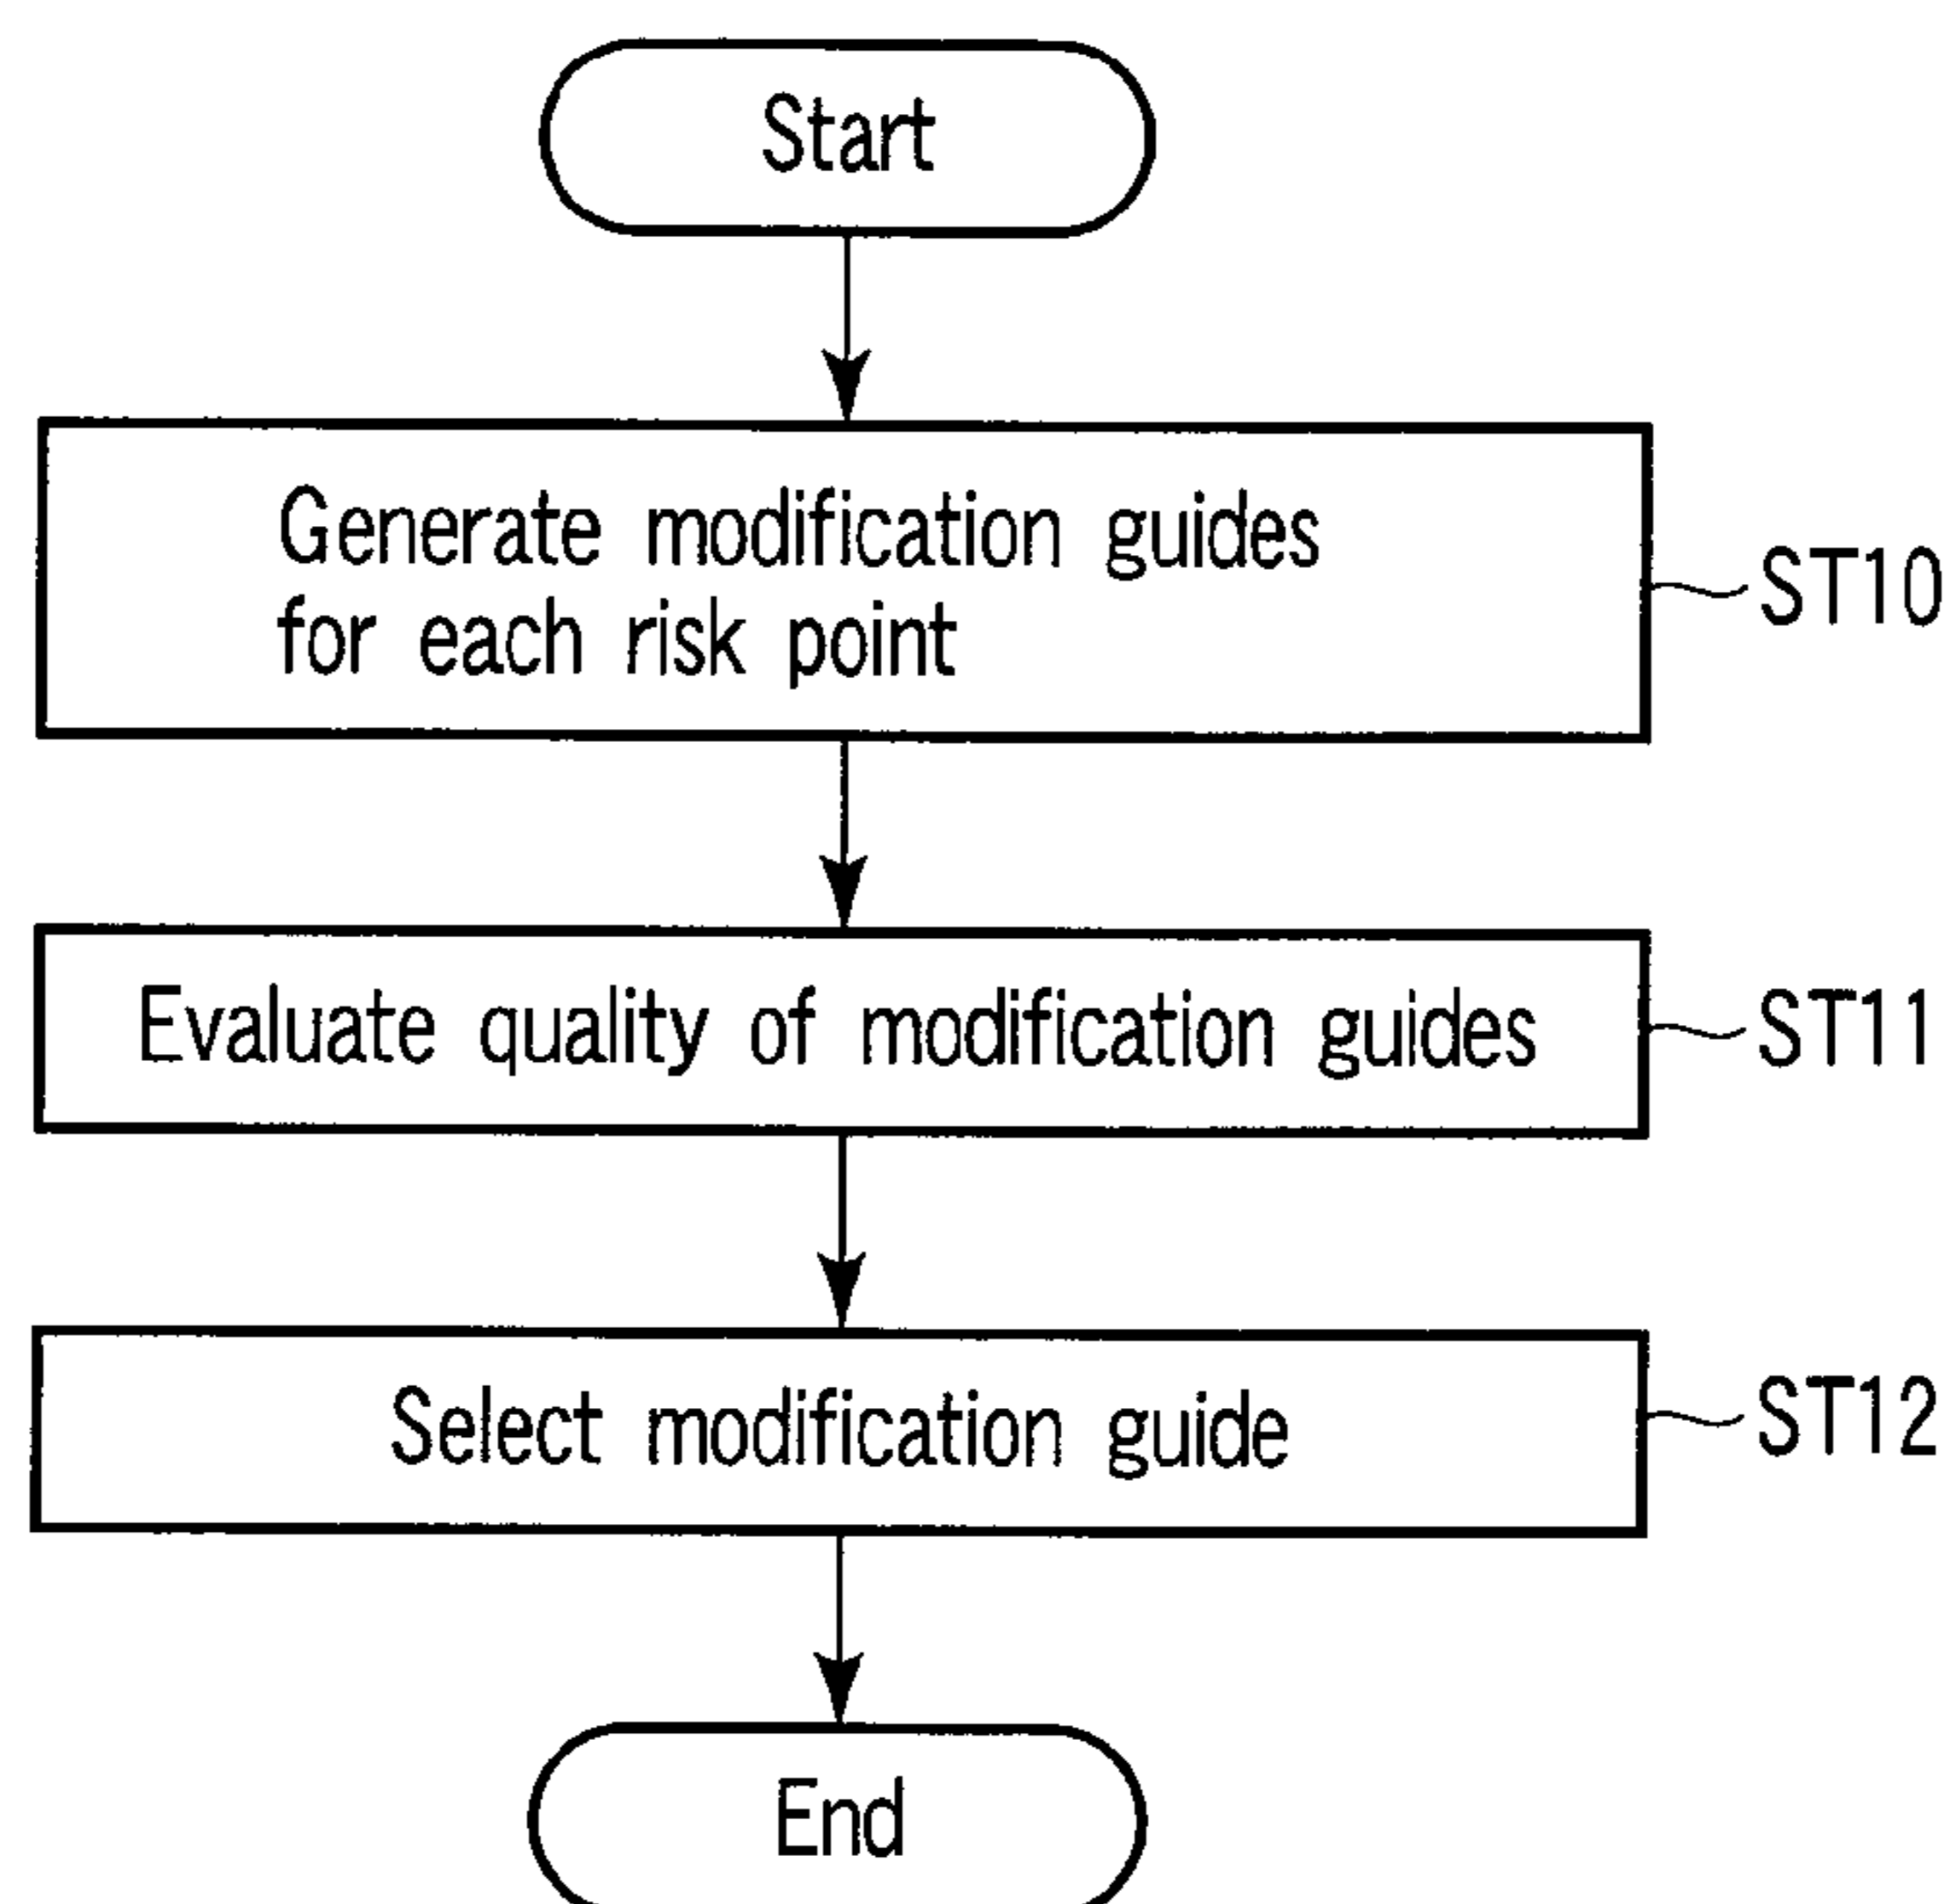 Start
Generate modification guides
for each risk point
ST10
Evaluate quality of modification guides
ST11
Select modification guide
ST12
End